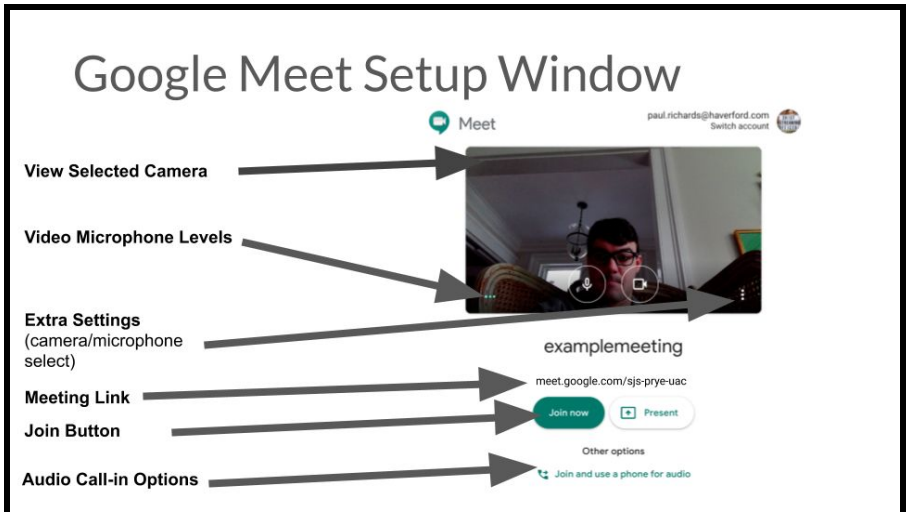 Google Meet Setup Window
Meet
paul.richards@haverford.com
Switch account
View Selected Camera
Video Microphone Levels
Extra Settings
(camera/microphone
select)
examplemeeting
meet.google.com/sjs-prye-uac
Meeting Link
Join now
Present
Join Button
Other options
Join and use a phone for audio
Audio Call-in Options